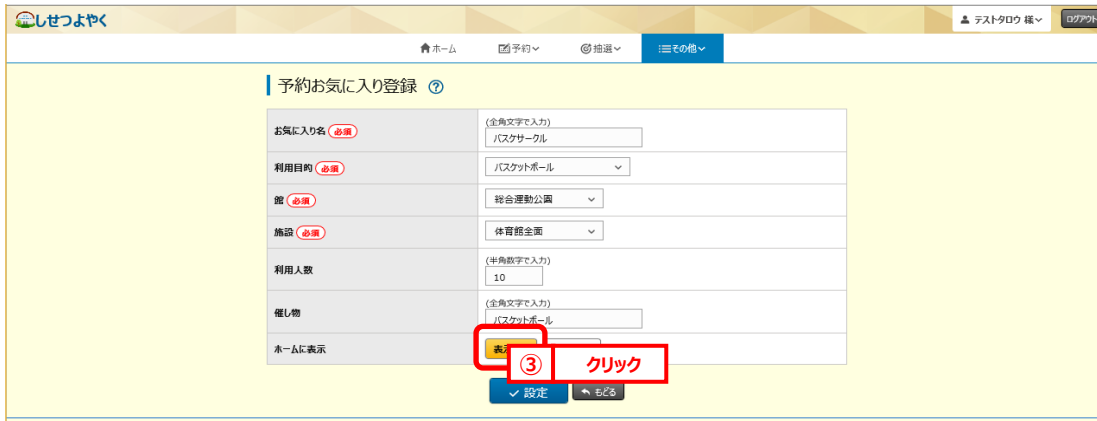 しせつよやく
テストタロウ 様
ログアウト
ホーム 予約 抽選 その他
予約お気に入り登録 ?
お気に入り名 必須
(全角文字で入力)
バスケサークル
利用目的 必須 バスケットボール
館 必須 総合運動公園
施設 必須 体育館全面
利用人数
(半角数字で入力)
10
催し物
(全角文字で入力)
バスケットボール
ホームに表示 表示
③ クリック
設定 もどる